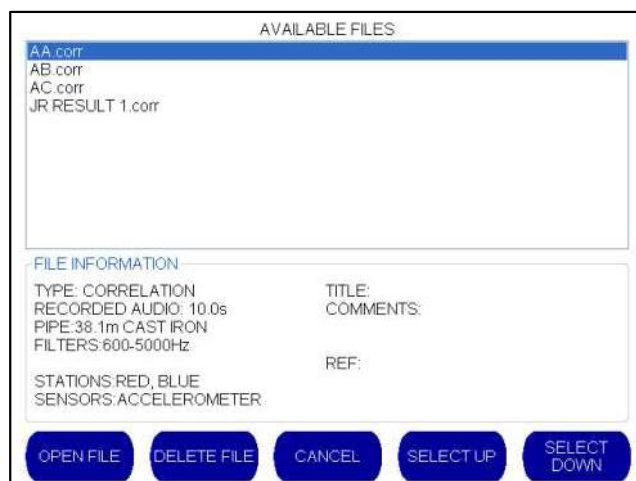 AVAILABLE FILES
AA.corr
AB.corr
AC.corr
JR RESULT 1.corr
FILE INFORMATION
TYPE: CORRELATION
RECORDED AUDIO: 10.0s
PIPE:38.1m CAST IRON
FILTERS:600-5000Hz
STATIONS:RED, BLUE
SENSORS:ACCELEROMETER
TITLE:
COMMENTS:
REF:
OPEN FILE
DELETE FILE
CANCEL
SELECT UP
SELECT
DOWN